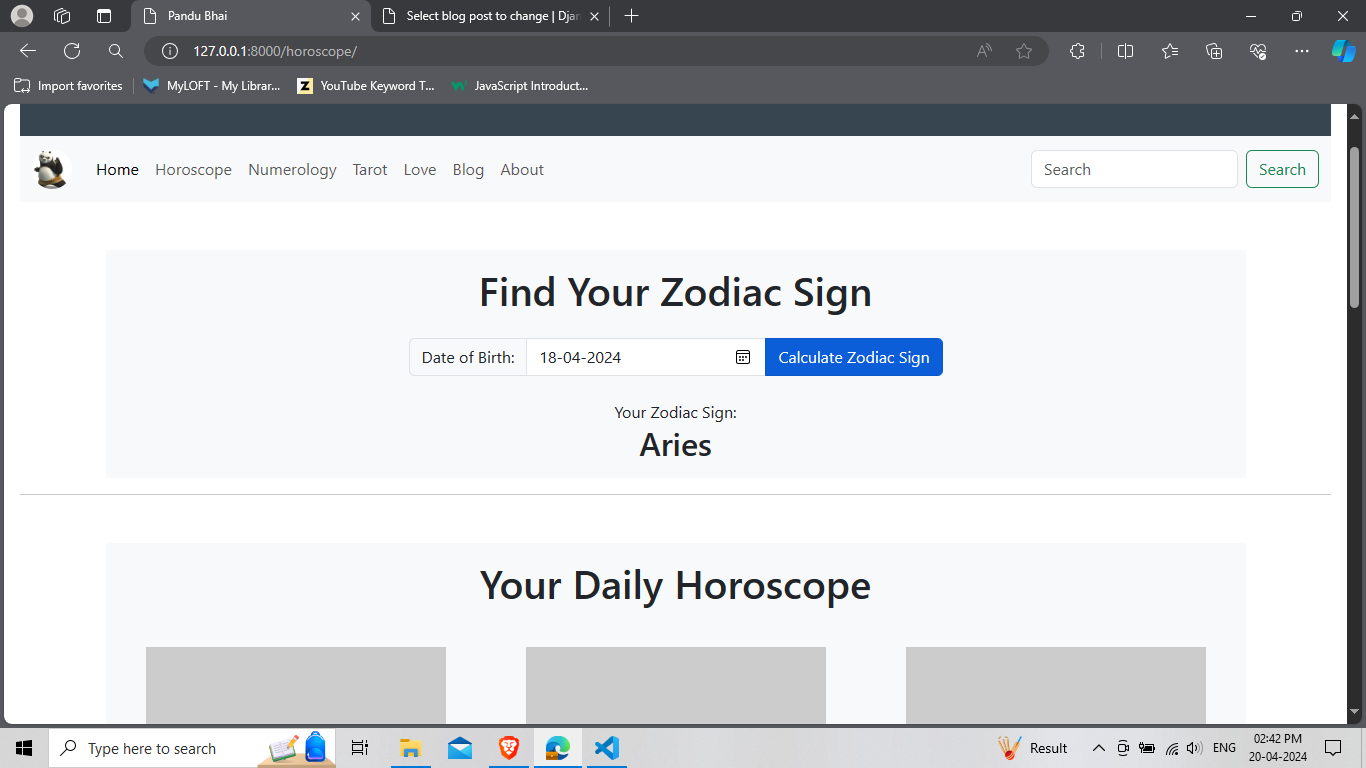 Pandu Bhai
Select blog post to change | Djan
127.0.0.1:8000/horoscope/
Import favorites
MyLOFT - My Librar...
YouTube Keyword T...
JavaScript Introduct...
Home Horoscope Numerology Tarot Love Blog About
Search
Search
Find Your Zodiac Sign
Date of Birth: 18-04-2024 Calculate Zodiac Sign
Your Zodiac Sign:
Aries
Your Daily Horoscope
Type here to search
Result
ENG
02:42 PM
20-04-2024